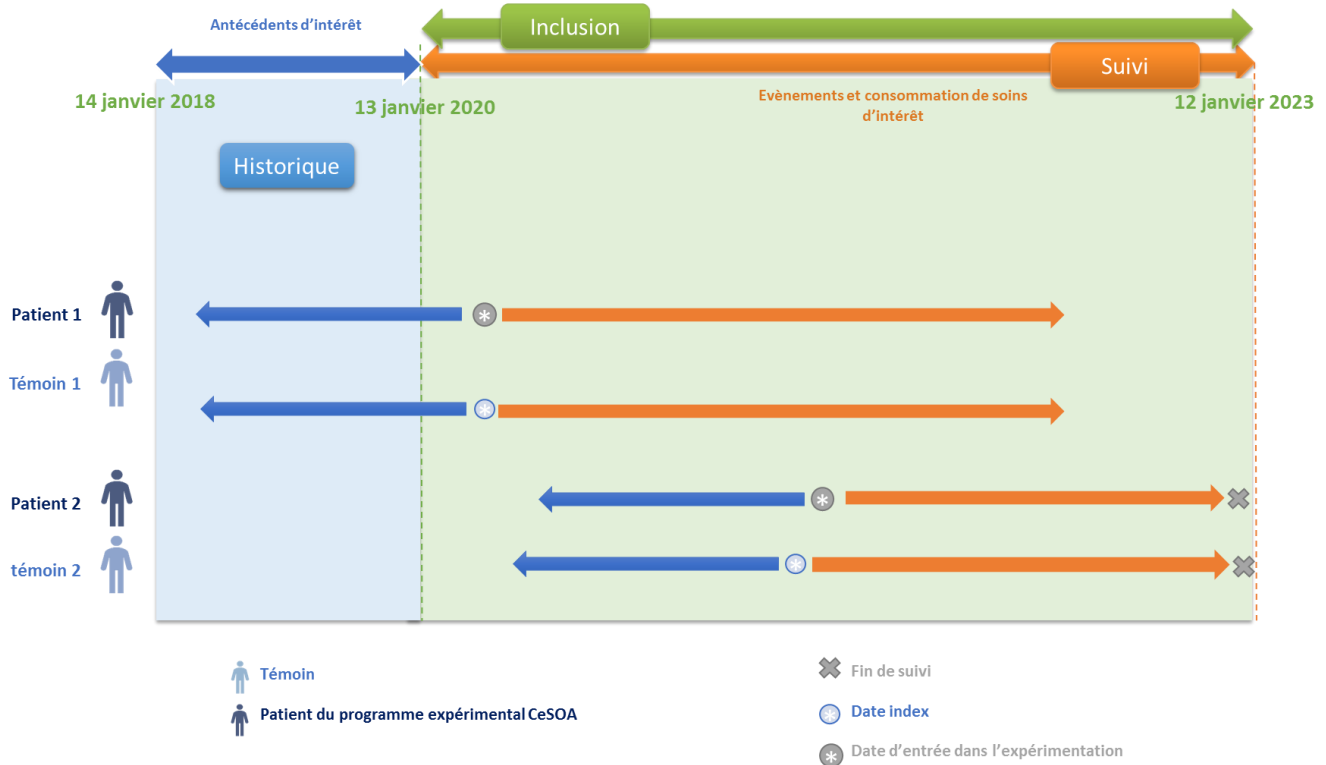 Antécédents d'intérêt
Inclusion
Suivi
14 janvier 2018
13 janvier 2020
Evènements et consommation de soins
d'intérêt
12 janvier 2023
Historique
Patient 1
Témoin 1
Patient 2
témoin 2
Témoin
Patient du programme expérimental CeSOA
Fin de suivi
Date index
Date d'entrée dans l'expérimentation